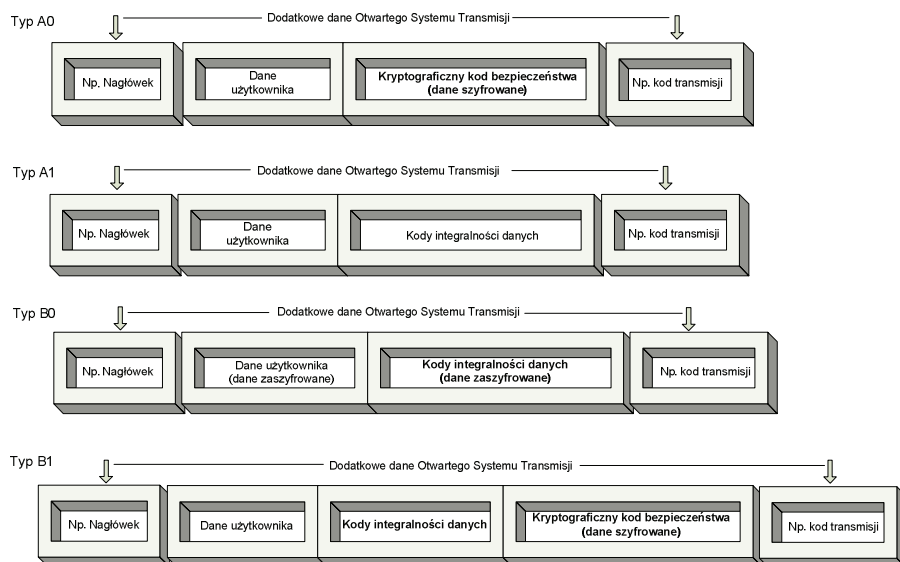 Typ A0
Dodatkowe dane Otwartego Systemu Transmisji
Np. Nagłówek
Dane
użytkownika
Kryptograficzny kod bezpieczeństwa
(dane szyfrowane)
Np. kod transmisji
Typ A1
Dodatkowe dane Otwartego Systemu Transmisji
Np. Nagłówek
Dane
użytkownika
Kody integralności danych
Np. kod transmisji
Typ B0
Dodatkowe dane Otwartego Systemu Transmisji
Np. Nagłówek
Dane użytkownika
(dane zaszyfrowane)
Kody integralności danych
(dane zaszyfrowane)
Np. kod transmisji
Typ B1
Dodatkowe dane Otwartego Systemu Transmisji
Np. Nagłówek
Dane użytkownika
Kody integralności danych
Kryptograficzny kod bezpieczeństwa
(dane szyfrowane)
Np. kod transmisji